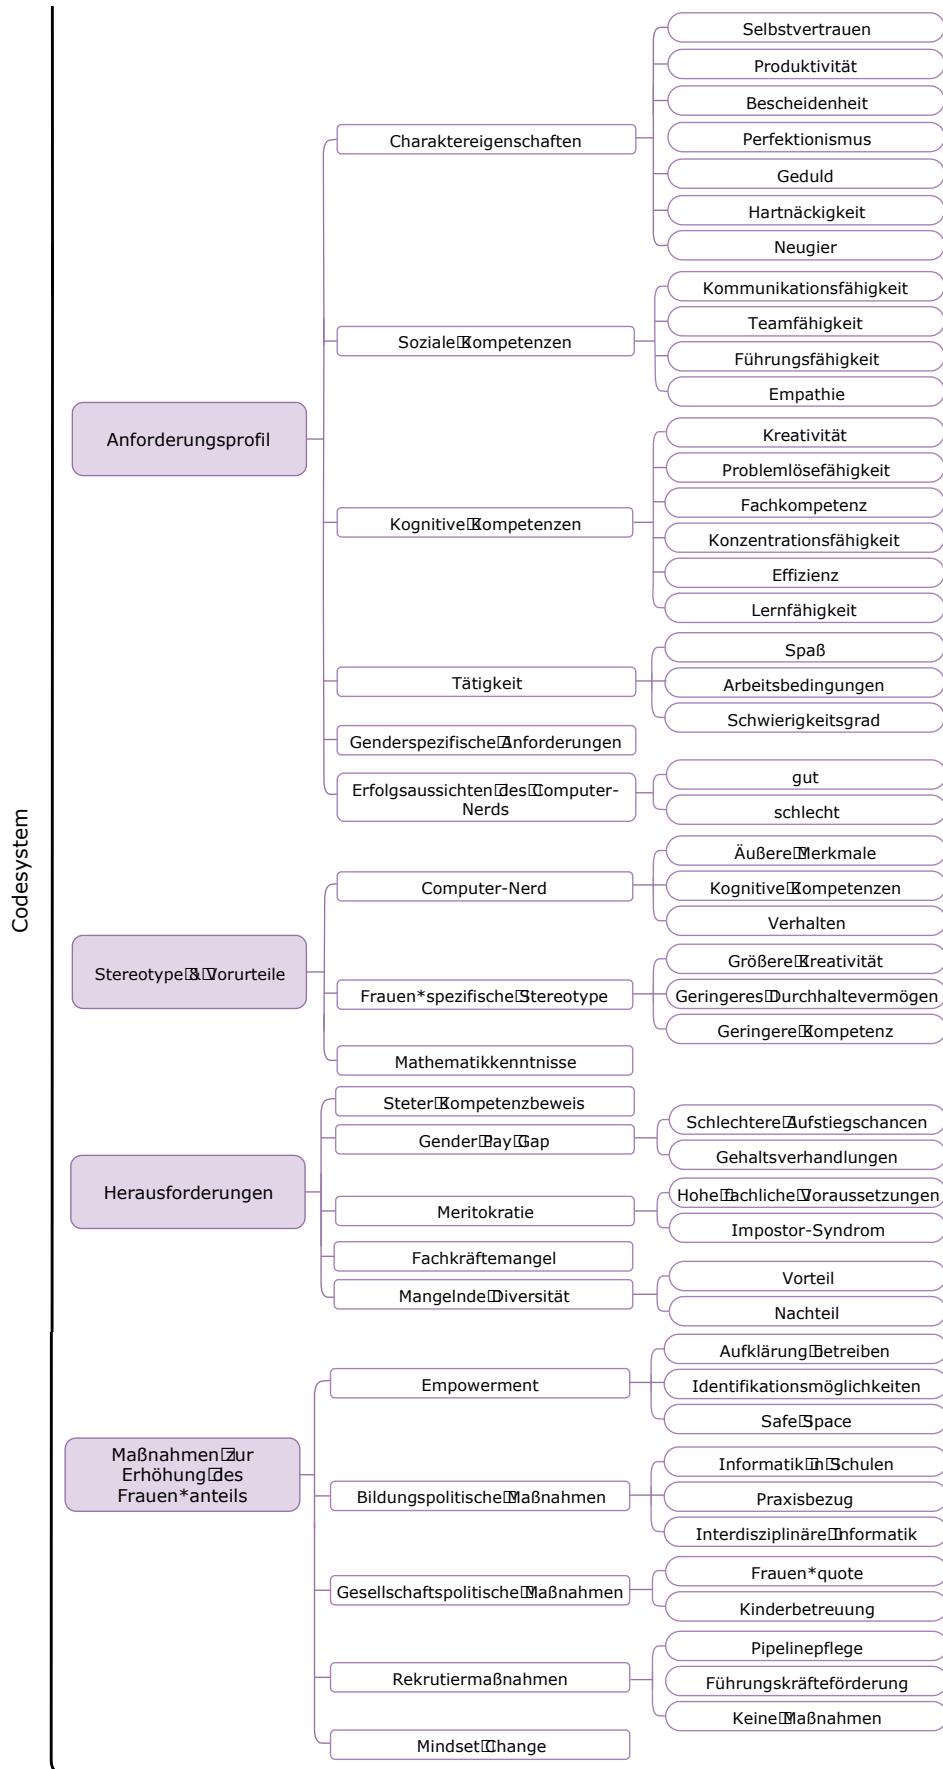 Codesystem
Anforderungsprofil
Charaktereigenschaften
Selbstvertrauen
Produktivität
Bescheidenheit
Perfektionismus
Geduld
Hartnäckigkeit
Neugier
Soziale Kompetenzen
Kommunikationsfähigkeit
Teamfähigkeit
Führungsfähigkeit
Empathie
Kognitive Kompetenzen
Kreativität
Problemlösefähigkeit
Fachkompetenz
Konzentrationsfähigkeit
Effizienz
Lernfähigkeit
Tätigkeit
Spaß
Arbeitsbedingungen
Schwierigkeitsgrad
Genderspezifische Anforderungen
Erfolgsaussichten des Computer-
Nerds
gut
schlecht
Stereotype & Vorurteile
Computer-Nerd
Äußere Merkmale
Kognitive Kompetenzen
Verhalten
Frauen*spezifische Stereotype
Größere Kreativität
Geringeres Durchhaltevermögen
Geringere Kompetenz
Mathematikkenntnisse
Herausforderungen
Steter Kompetenzbeweis
Gender Pay Gap
Schlechtere Aufstiegschancen
Gehaltsverhandlungen
Meritokratie
Hohe fachliche Voraussetzungen
Impostor-Syndrom
Fachkräftemangel
Mangelnde Diversität
Vorteil
Nachteil
Maßnahmen zur
Erhöhung des
Frauen*anteils
Empowerment
Aufklärung betreiben
Identifikationsmöglichkeiten
Safe Space
Bildungspolitische Maßnahmen
Informatik in Schulen
Praxisbezug
Interdisziplinäre Informatik
Gesellschaftspolitische Maßnahmen
Frauen*quote
Kinderbetreuung
Rekrutiermaßnahmen
Pipelinepflege
Führungskräfteförderung
Keine Maßnahmen
Mindset Change